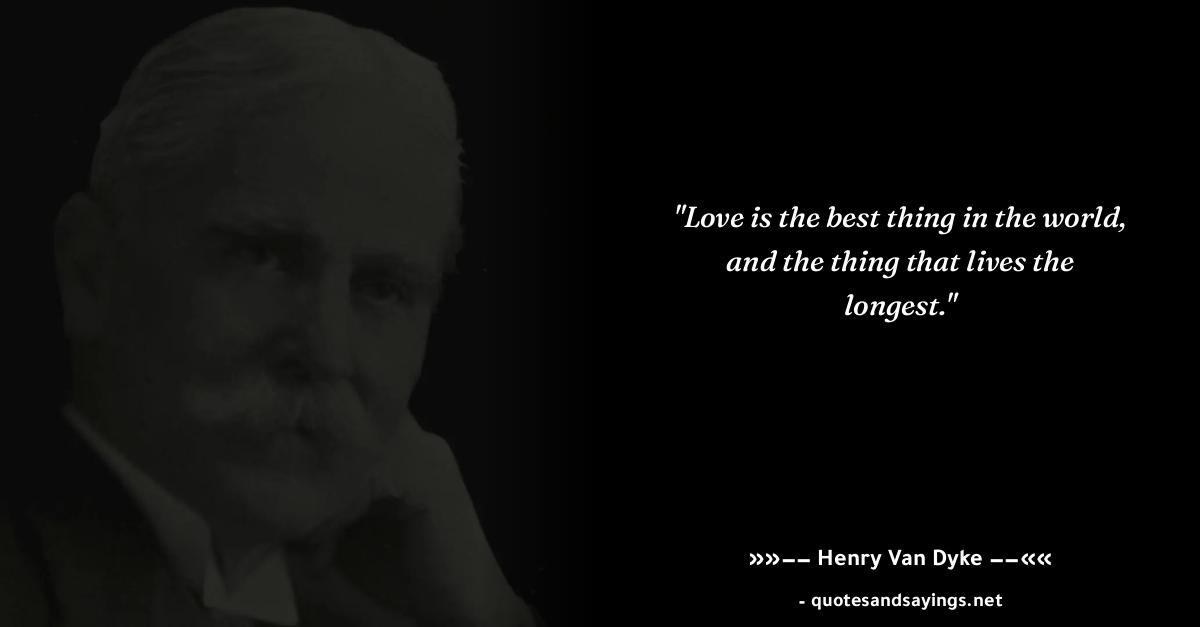 "Love is the best thing in the world,
and the thing that lives the
longest."
»»–– Henry Van Dyke ––««
- quotesandsayings.net